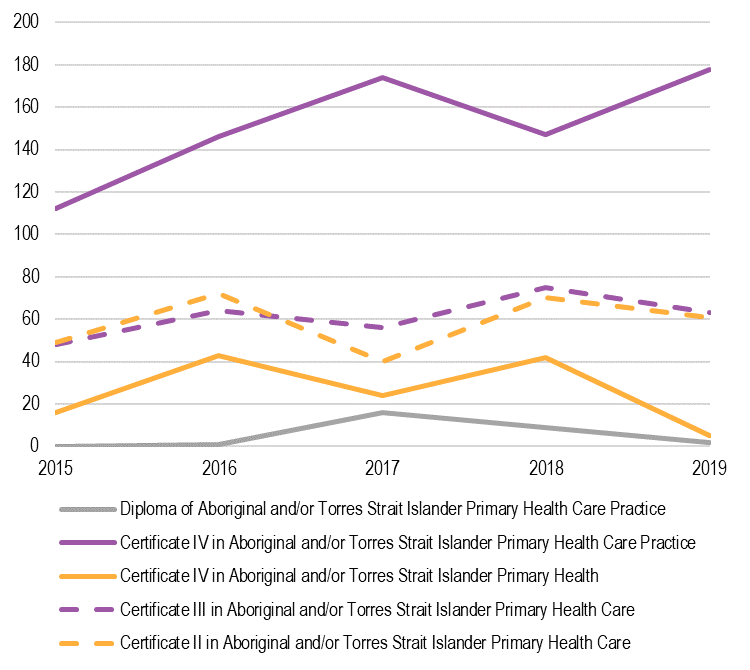 200
180
160
140
120
100
80
60
40
20
0
2015 2016 2017 2018 2019
Diploma of Aboriginal and/or Torres Strait Islander Primary Health Care Practice
Certificate IV in Aboriginal and/or Torres Strait Islander Primary Health Care Practice
Certificate IV in Aboriginal and/or Torres Strait Islander Primary Health
Certificate III in Aboriginal and/or Torres Strait Islander Primary Health Care
Certificate II in Aboriginal and/or Torres Strait Islander Primary Health Care